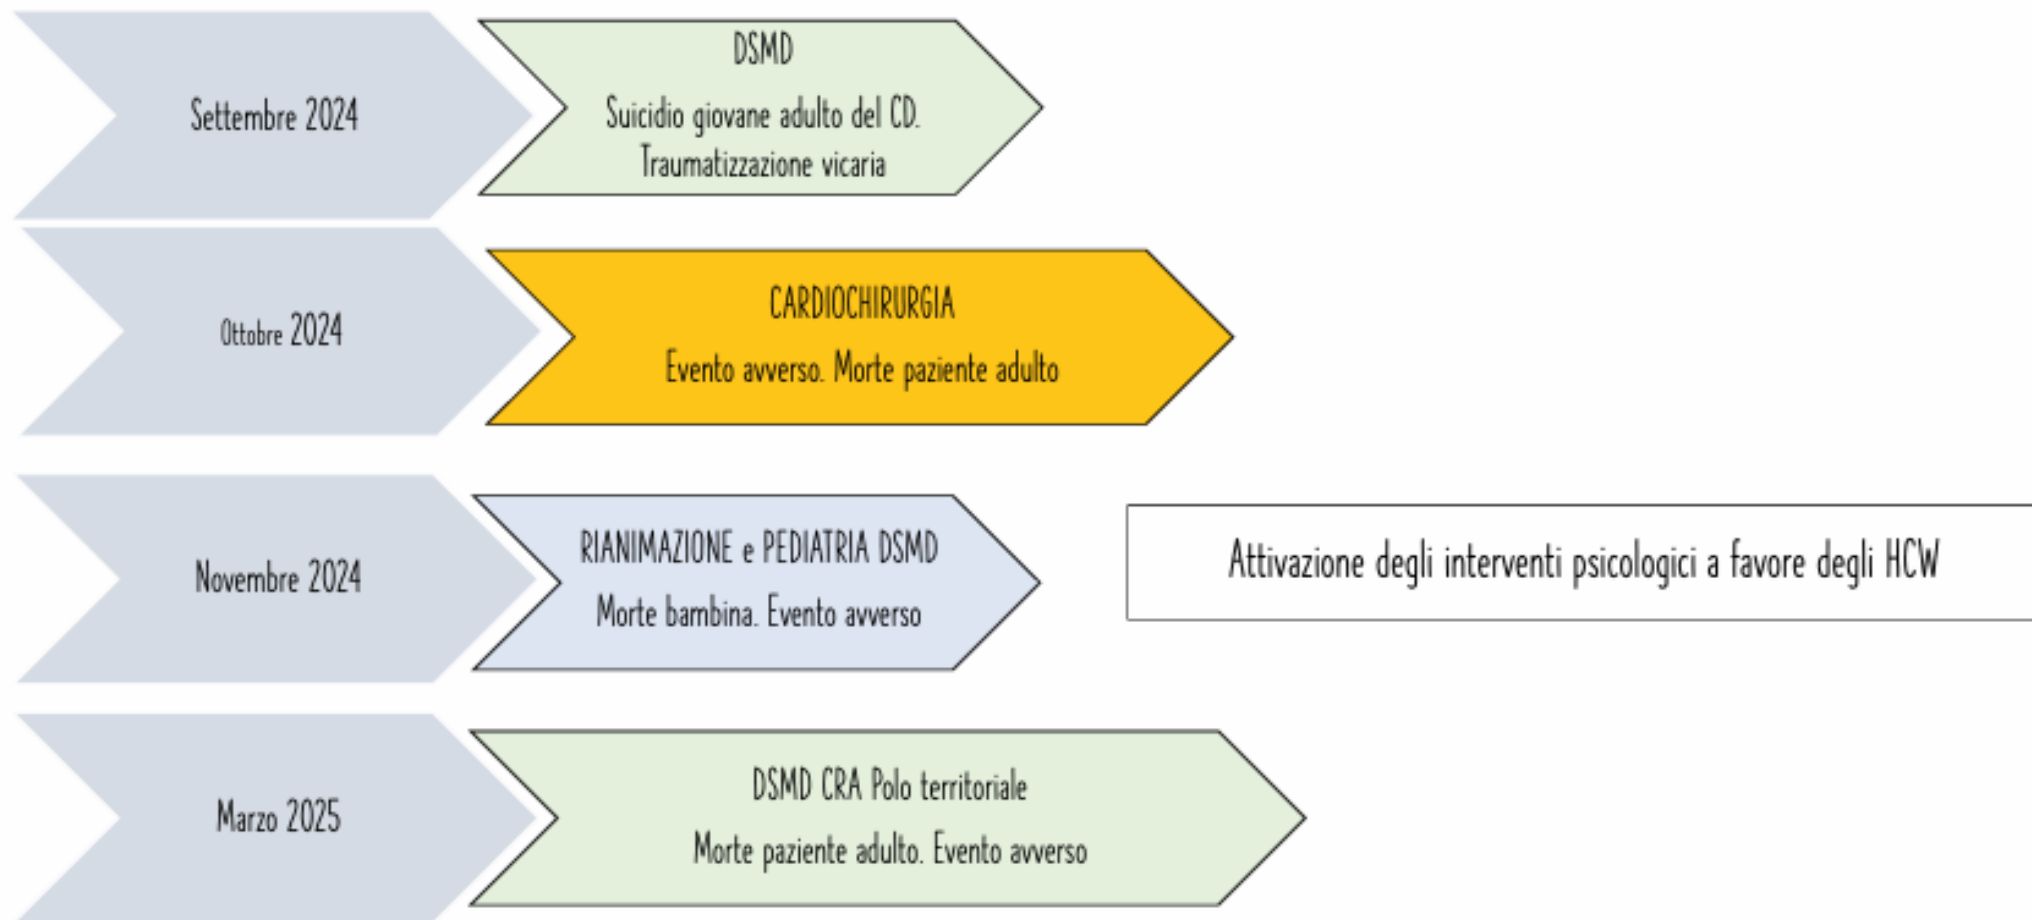 Settembre 2024
DSMD
Suicidio giovane adulto del CD.
Traumatizzazione vicaria
Ottobre 2024
CARDIOCHIRURGIA
Evento avverso. Morte paziente adulto
Novembre 2024
RIANIMAZIONE e PEDIATRIA DSMD
Morte bambina. Evento avverso
Attivazione degli interventi psicologici a favore degli HCW
Marzo 2025
DSMD CRA Polo territoriale
Morte paziente adulto. Evento avverso